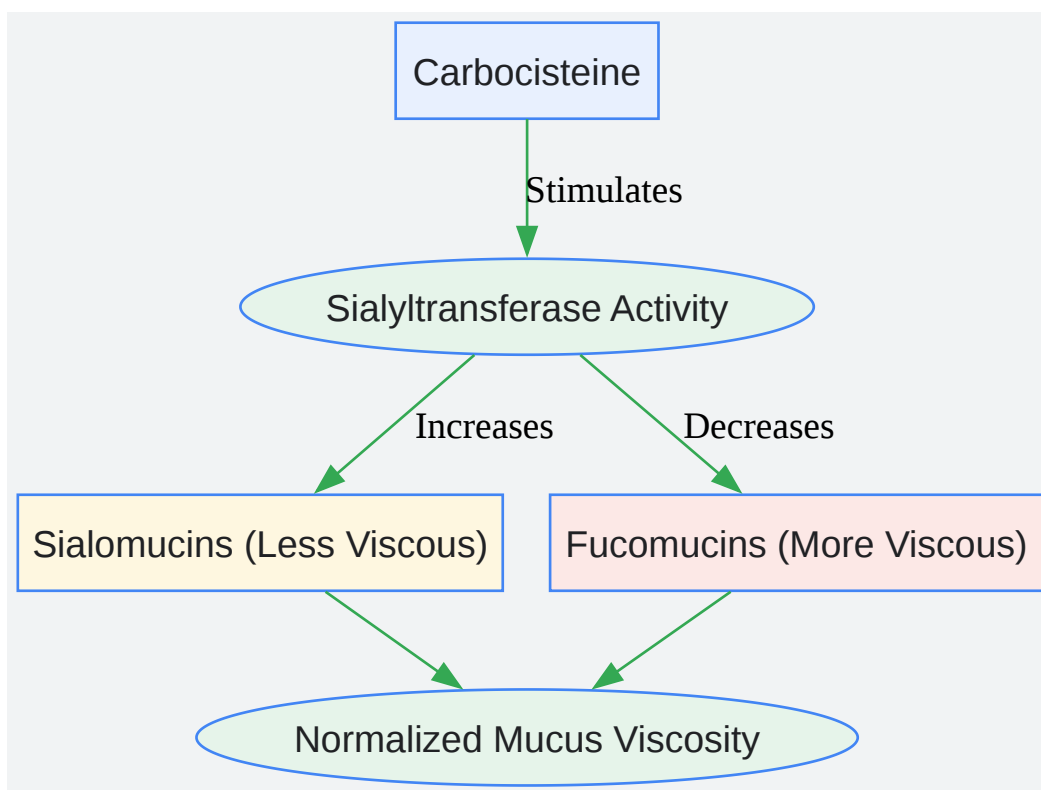 Carbocisteine
Stimulates
Sialyltransferase Activity
Increases
Decreases
Sialomucins (Less Viscous)
Fucomucins (More Viscous)
Normalized Mucus Viscosity